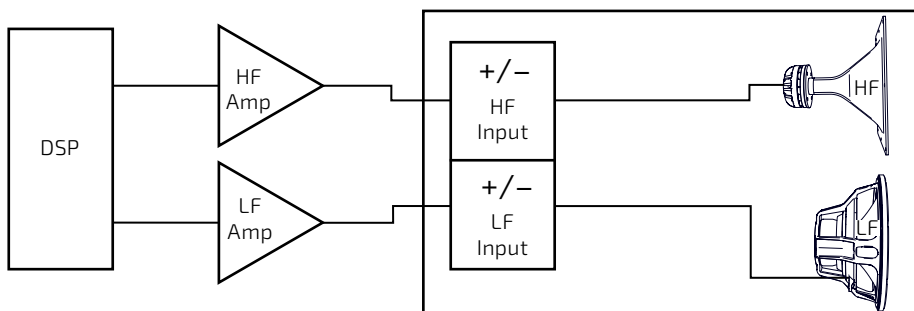 DSP
HF
Amp
LF
Amp
+/−
HF
Input
+/−
LF
Input
HF
LF